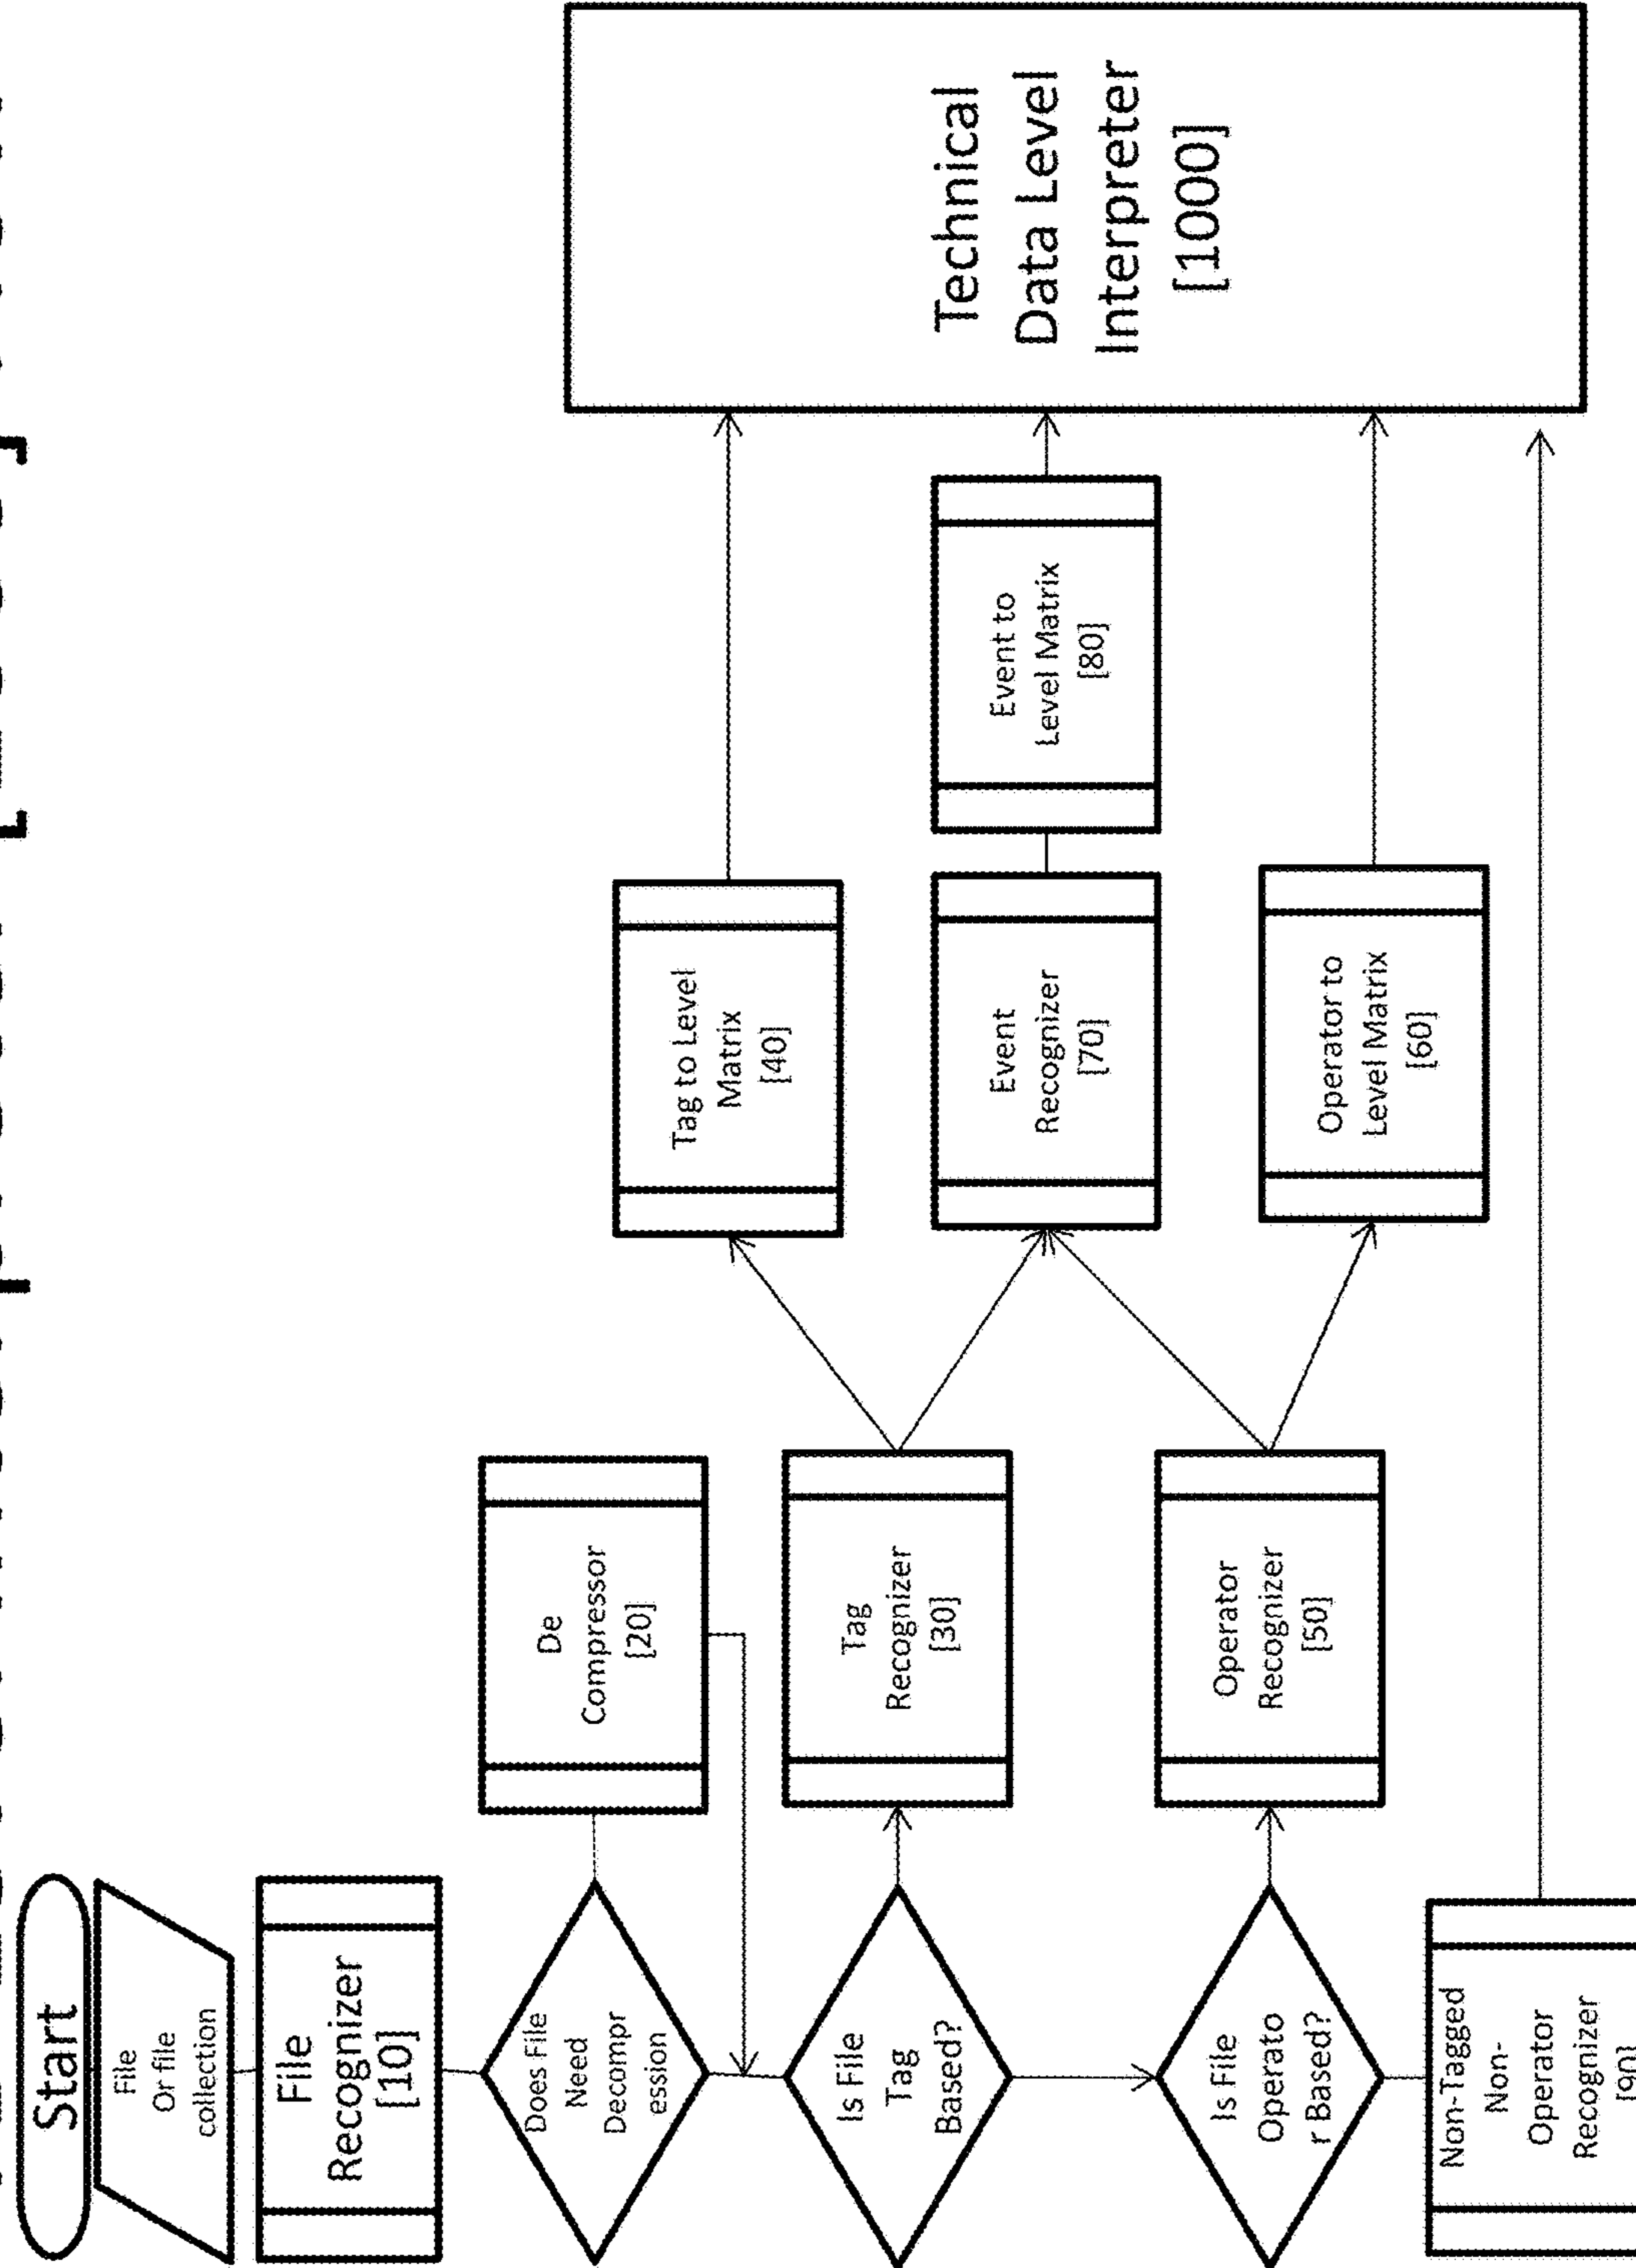 Start
File
Or file
collection
File
Recognizer
[10]
Does File
Need
Decompr
ession
De
Compressor
[20]
Is File
Tag
Based?
Tag
Recognizer
[30]
Tag to Level
Matrix
[40]
Is File
Operato
r Based?
Operator
Recognizer
[50]
Operator to
Level Matrix
[60]
Event
Recognizer
[70]
Event to
Level Matrix
[80]
Non-Tagged
Non-
Operator
Recognizer
[90]
Technical
Data Level
Interpreter
[1000]